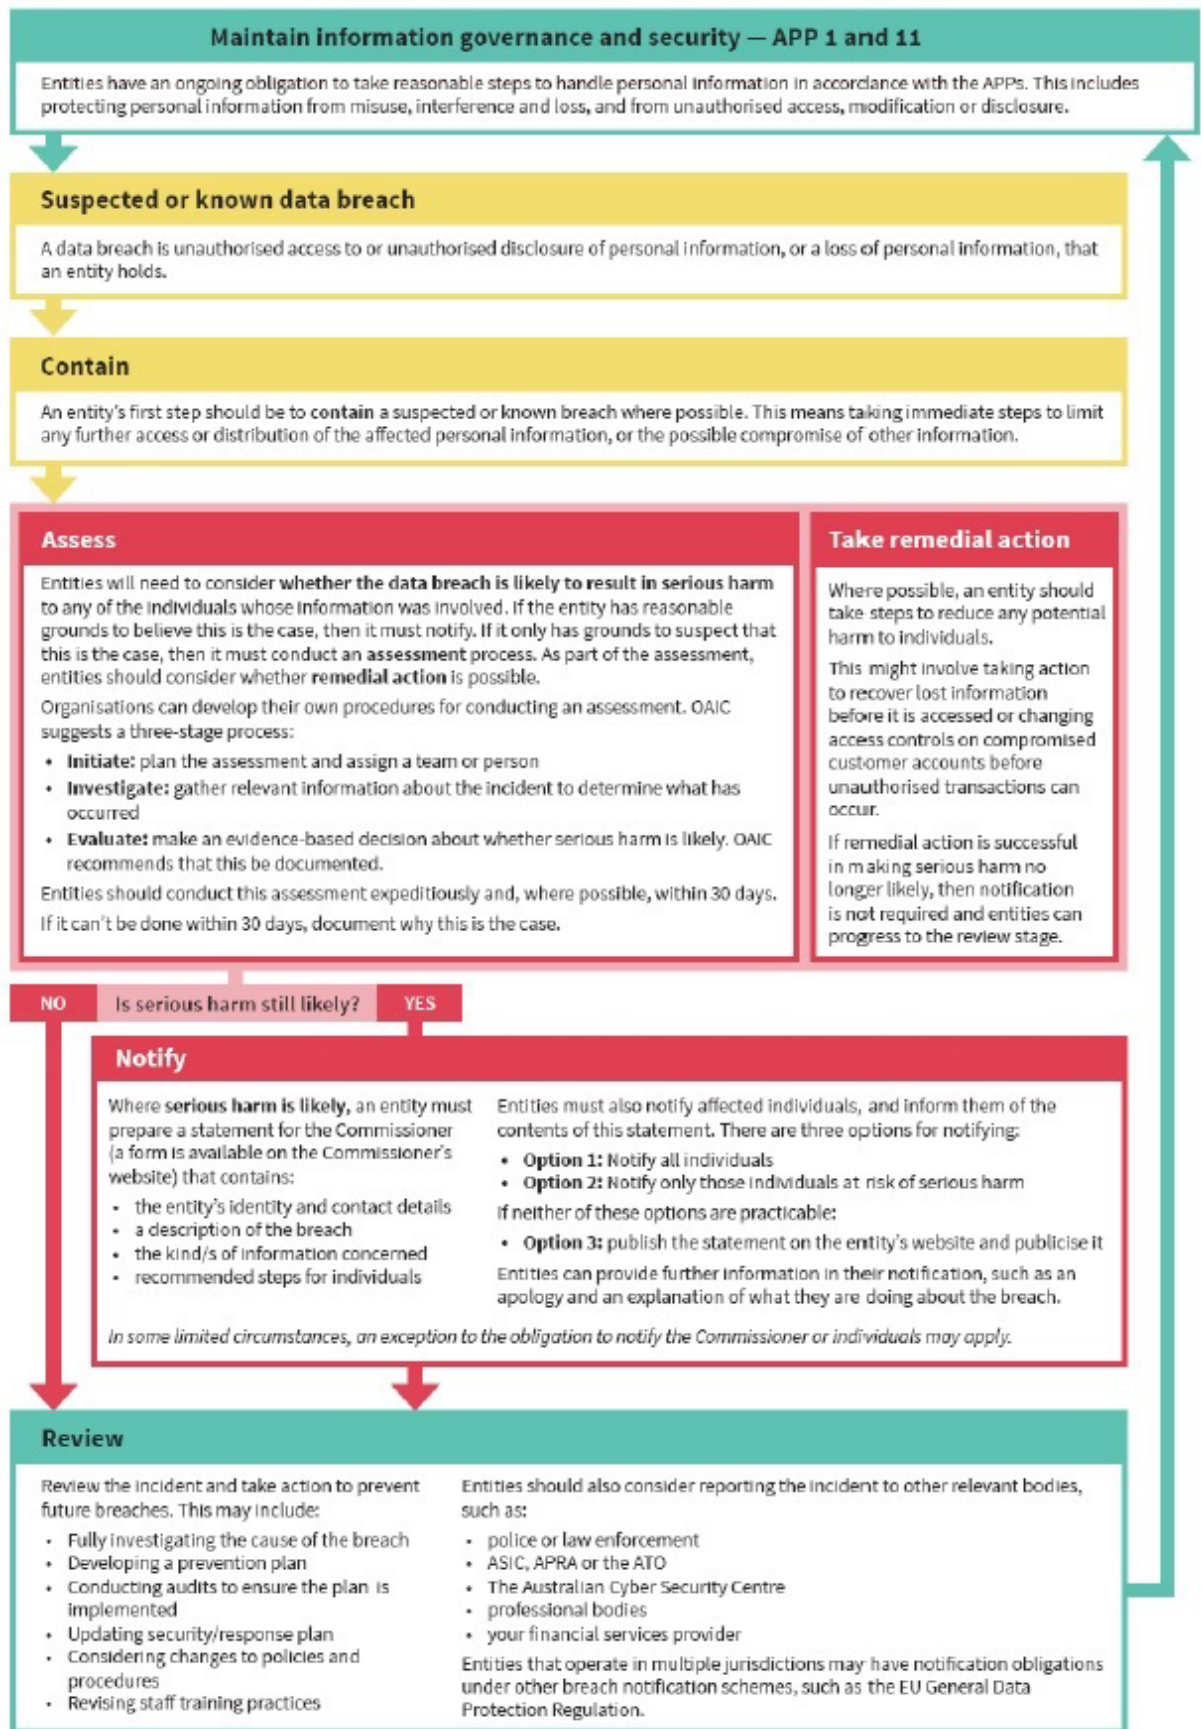 Maintain information governance and security — APP 1 and 11
Entities have an ongoing obligation to take reasonable steps to handle personal information in accordance with the APPs. This includes
protecting personal information from misuse, interference and loss, and from unauthorised access, modification or disclosure.
Suspected or known data breach
A data breach is unauthorised access to or unauthorised disclosure of personal information, or a loss of personal information, that
an entity holds.
Contain
An entity's first step should be to contain a suspected or known breach where possible. This means taking immediate steps to limit
any further access or distribution of the affected personal information, or the possible compromise of other information.
Assess
Entities will need to consider whether the data breach is likely to result in serious harm
to any of the individuals whose information was involved. If the entity has reasonable
grounds to believe this is the case, then it must notify. If it only has grounds to suspect that
this is the case, then it must conduct an assessment process. As part of the assessment,
entities should consider whether remedial action is possible.
Organisations can develop their own procedures for conducting an assessment. OAIC
suggests a three-stage process:
• Initiate: plan the assessment and assign a team or person
• Investigate: gather relevant information about the incident to determine what has
occurred
• Evaluate: make an evidence-based decision about whether serious harm is likely. OAIC
recommends that this be documented.
Entities should conduct this assessment expeditiously and, where possible, within 30 days.
If it can't be done within 30 days, document why this is the case.
Take remedial action
Where possible, an entity should
take steps to reduce any potential
harm to individuals.
This might involve taking action
to recover lost information
before it is accessed or changing
access controls on compromised
customer accounts before
unauthorised transactions can
occur.
If remedial action is successful
in making serious harm no
longer likely, then notification
is not required and entities can
progress to the review stage.
NO
Is serious harm still likely?
YES
Notify
Where serious harm is likely, an entity must
prepare a statement for the Commissioner
(a form is available on the Commissioner's
website) that contains:
• the entity's identity and contact details
• a description of the breach
• the kind/s of information concerned
• recommended steps for individuals
Entities must also notify affected individuals, and inform them of the
contents of this statement. There are three options for notifying:
• Option 1: Notify all individuals
• Option 2: Notify only those individuals at risk of serious harm
If neither of these options are practicable:
• Option 3: publish the statement on the entity's website and publicise it
Entities can provide further information in their notification, such as an
apology and an explanation of what they are doing about the breach.
In some limited circumstances, an exception to the obligation to notify the Commissioner or individuals may apply.
Review
Review the incident and take action to prevent
future breaches. This may include:
• Fully investigating the cause of the breach
• Developing a prevention plan
• Conducting audits to ensure the plan is
implemented
• Updating security/response plan
• Considering changes to policies and
procedures
• Revising staff training practices
Entities should also consider reporting the incident to other relevant bodies,
such as:
• police or law enforcement
• ASIC, APRA or the ATO
• The Australian Cyber Security Centre
• professional bodies
• your financial services provider
Entities that operate in multiple jurisdictions may have notification obligations
under other breach notification schemes, such as the EU General Data
Protection Regulation.